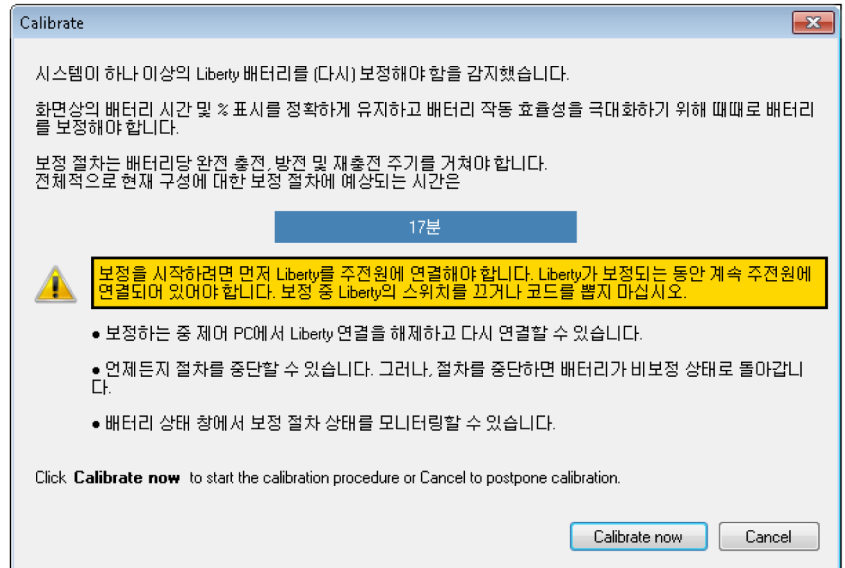 Calibrate
시스템이 하나 이상의 Liberty 배터리를 (다시) 보정해야 함을 감지했습니다.
화면상의 배터리 시간 및 % 표시를 정확하게 유지하고 배터리 작동 효율성을 극대화하기 위해 때때로 배터리
를 보정해야 합니다.
보정 절차는 배터리당 완전 충전, 방전 및 재충전 주기를 거쳐야 합니다.
전체적으로 현재 구성에 대한 보정 절차에 예상되는 시간은
17분
보정을 시작하려면 먼저 Liberty를 주전원에 연결해야 합니다. Liberty가 보정되는 동안 계속 주전원에
연결되어 있어야 합니다. 보정 중 Liberty의 스위치를 끄거나 코드를 뽑지 마십시오.
● 보정하는 중 제어 PC에서 Liberty 연결을 해제하고 다시 연결할 수 있습니다.
● 언제든지 절차를 중단할 수 있습니다. 그러나, 절차를 중단하면 배터리가 비보정 상태로 돌아갑니
다.
● 배터리 상태 창에서 보정 절차 상태를 모니터링할 수 있습니다.
Click Calibrate now to start the calibration procedure or Cancel to postpone calibration.
Calibrate now Cancel